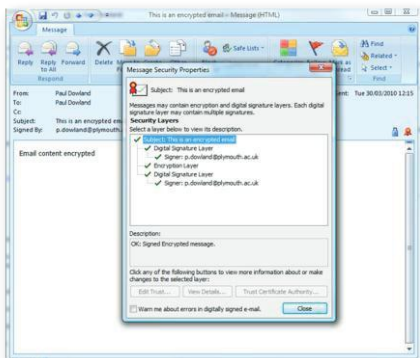 This is an encrypted email - Message (HTML)
Message
Reply
Reply to All
Forward
Delete
Safe Lists
Find
Related
Select
Respond
Find
From: Paul Dowland
Sent: Tue 30/03/2010 12:15
To: Paul Dowland
Cc:
Subject: This is an encrypted
Signed By: p.dowland@plymouth
Email content encrypted
Message Security Properties
Subject: This is an encrypted email
Messages may contain encryption and digital signature layers. Each digital
signature layer may contain multiple signatures.
Security Layers
Select a layer below to view its description.
Subject: This is an encrypted email
Digital Signature Layer
Signer: p.dowland@plymouth.ac.uk
Encryption Layer
Digital Signature Layer
Signer: p.dowland@plymouth.ac.uk
Description:
OK: Signed Encrypted message.
Click any of the following buttons to view more information about or make
changes to the selected layer:
Edit Trust...
View Details...
Trust Certificate Authority...
Warn me about errors in digitally signed e-mail.
Close